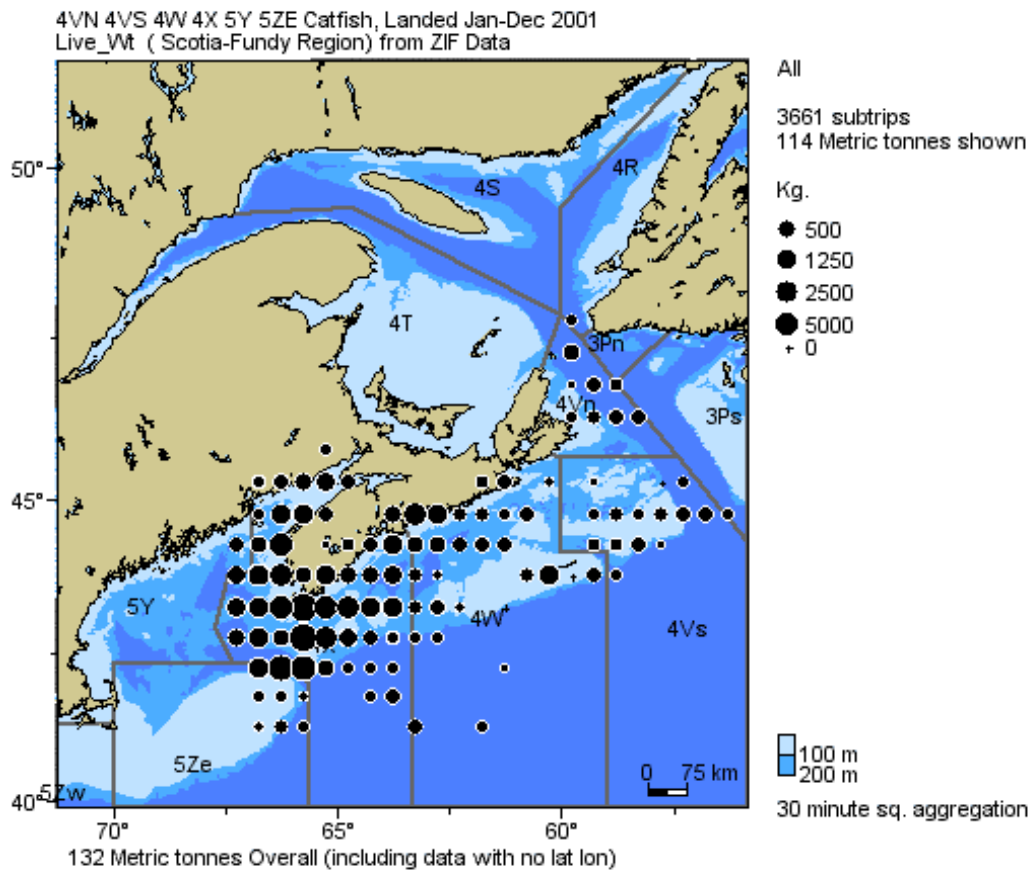 4VN 4VS 4W 4X 5Y 5ZE Catfish, Landed Jan-Dec 2001
Live_Wt ( Scotia-Fundy Region) from ZIF Data
All
3661 subtrips
114 Metric tonnes shown
Kg.
500
1250
2500
5000
0
50°
45°
40°
4S
4R
4T
3Pn
4Vn
3Ps
5Y
4W
4Vs
5Ze
5Zw
0 75 km
100 m
200 m
30 minute sq. aggregation
70° 65° 60°
132 Metric tonnes Overall (including data with no lat lon)